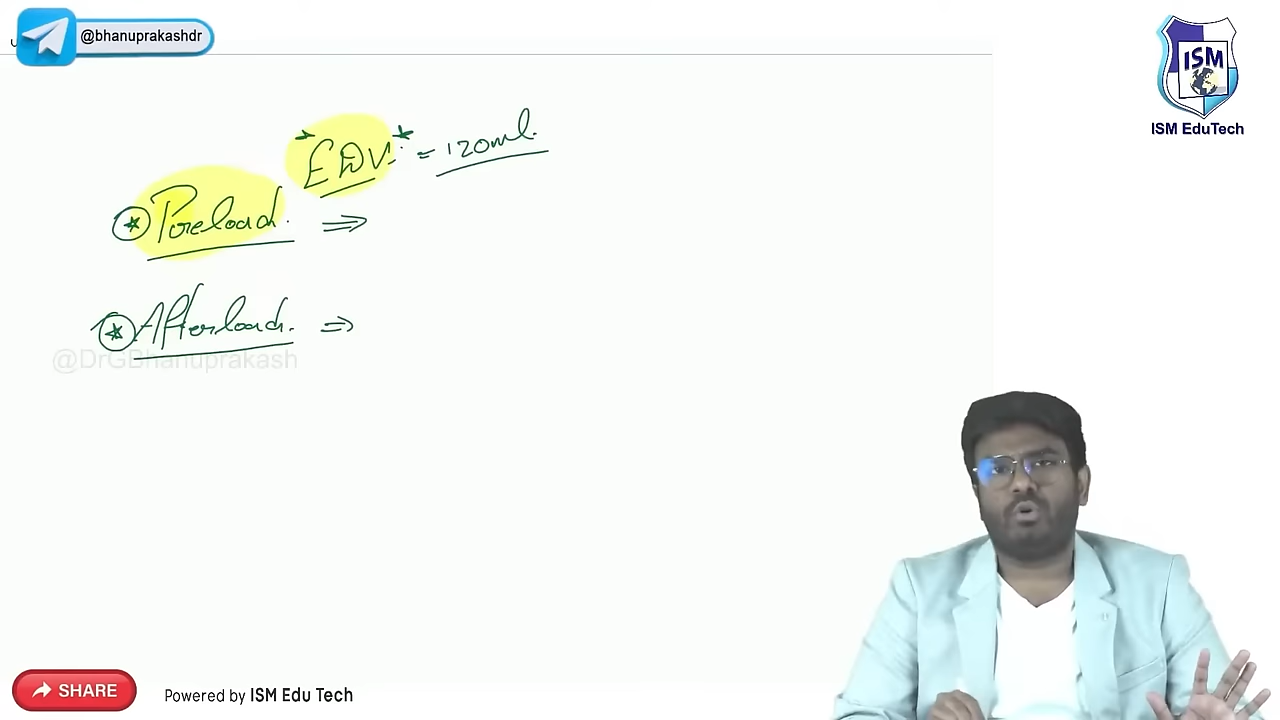 @bhanuprakashdr
ISM
ISM EduTech
EDV = 120ml.
Preload. ⇒
Afterload. ⇒
@DrGBhanuprakash
SHARE
Powered by ISM Edu Tech